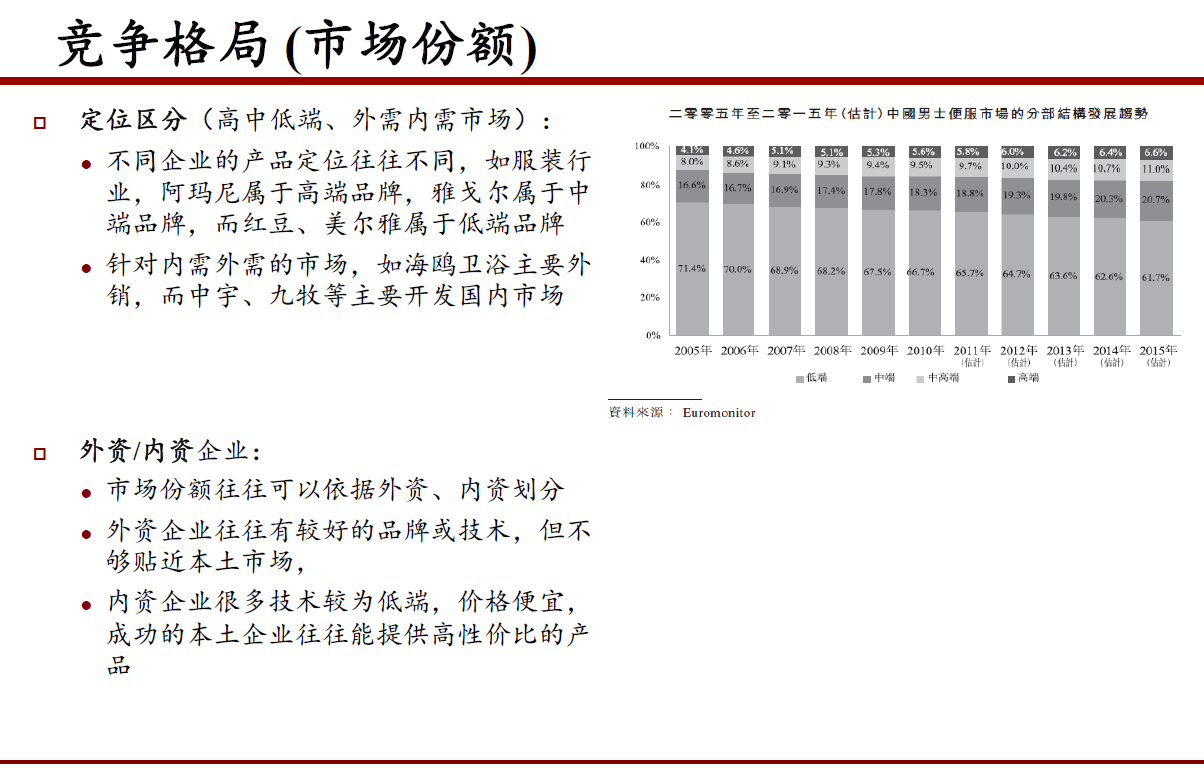 竞争格局 (市场份额)
定位区分（高中低端、外需内需市场）：
不同企业的产品定位往往不同，如服装行
业，阿玛尼属于高端品牌，雅戈尔属于中
端品牌，而红豆、美尔雅属于低端品牌
针对内需外需的市场，如海鸥卫浴主要外
销，而中宇、九牧等主要开发国内市场
二零零五年至二零一五年(估計)中國男士便服市場的分部結構發展趨勢
100%
80%
60%
40%
20%
0%
4.1% 4.6% 5.1% 5.1% 5.3% 5.6% 5.8% 6.0% 6.2% 6.4% 6.6%
8.0% 8.6% 9.1% 9.3% 9.4% 9.5% 9.7% 10.0% 10.4% 10.7% 11.0%
16.6% 16.7% 16.9% 17.4% 17.8% 18.3% 18.8% 19.3% 19.8% 20.3% 20.7%
71.4% 70.0% 68.9% 68.2% 67.5% 66.7% 65.7% 64.7% 63.6% 62.6% 61.7%
2005年 2006年 2007年 2008年 2009年 2010年 2011年 2012年 2013年 2014年 2015年
(估計) (估計) (估計) (估計) (估計)
低端 中端 中高端 高端
資料來源： Euromonitor
外资/内资企业：
市场份额往往可以依据外资、内资划分
外资企业往往有较好的品牌或技术，但不
够贴近本土市场，
内资企业很多技术较为低端，价格便宜，
成功的本土企业往往能提供高性价比的产
品